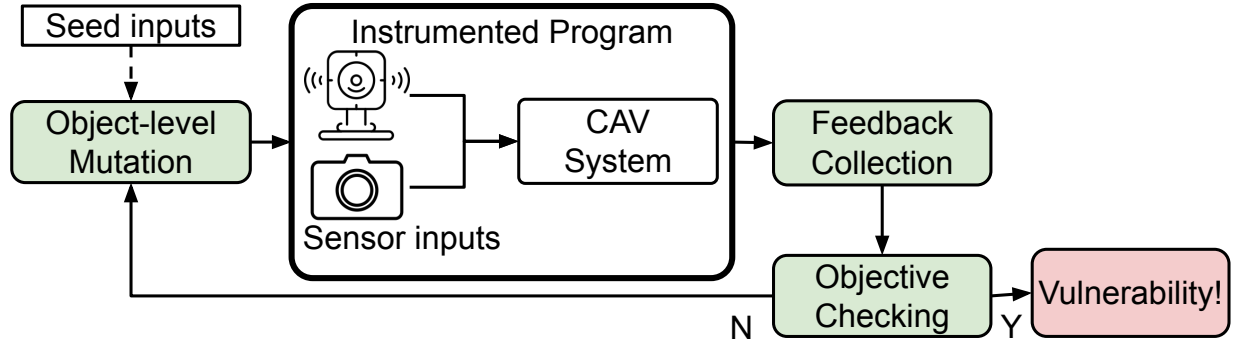 Seed inputs
Object-level
Mutation
Instrumented Program
Sensor inputs
CAV
System
Feedback
Collection
Objective
Checking
N
Y
Vulnerability!